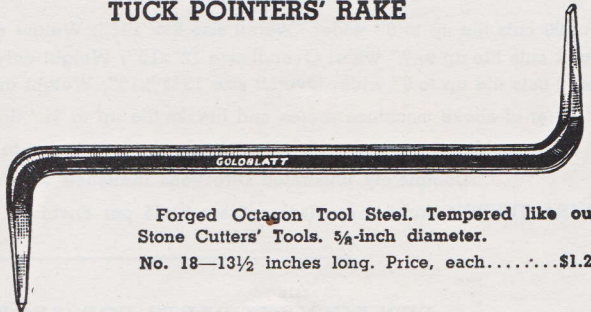 TUCK POINTERS' RAKE
GOLDBLATT
Forged Octagon Tool Steel. Tempered like ou
Stone Cutters' Tools. 5/8-inch diameter.
No. 18—13½ inches long. Price, each........$1.2